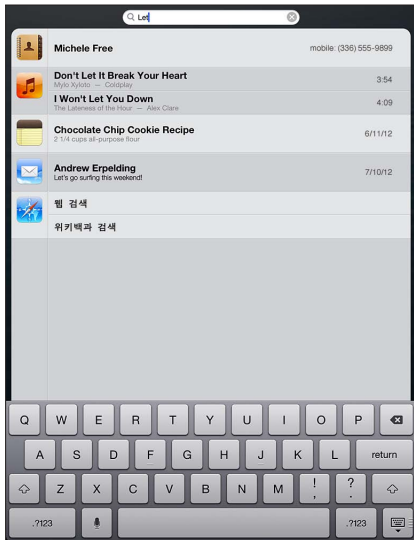 Let
Michele Free mobile: (336) 555-9899
Don't Let It Break Your Heart 3:54
Mylo Xyloto — Coldplay
I Won't Let You Down 4:09
The Lateness of the Hour — Alex Clare
Chocolate Chip Cookie Recipe 6/11/12
2 1/4 cups all-purpose flour
Andrew Erpelding 7/10/12
Let's go surfing this weekend!
웹 검색
위키백과 검색
Q W E R T Y U I O P
A S D F G H J K L return
Z X C V B N M ! , ? .
.?123 .?123